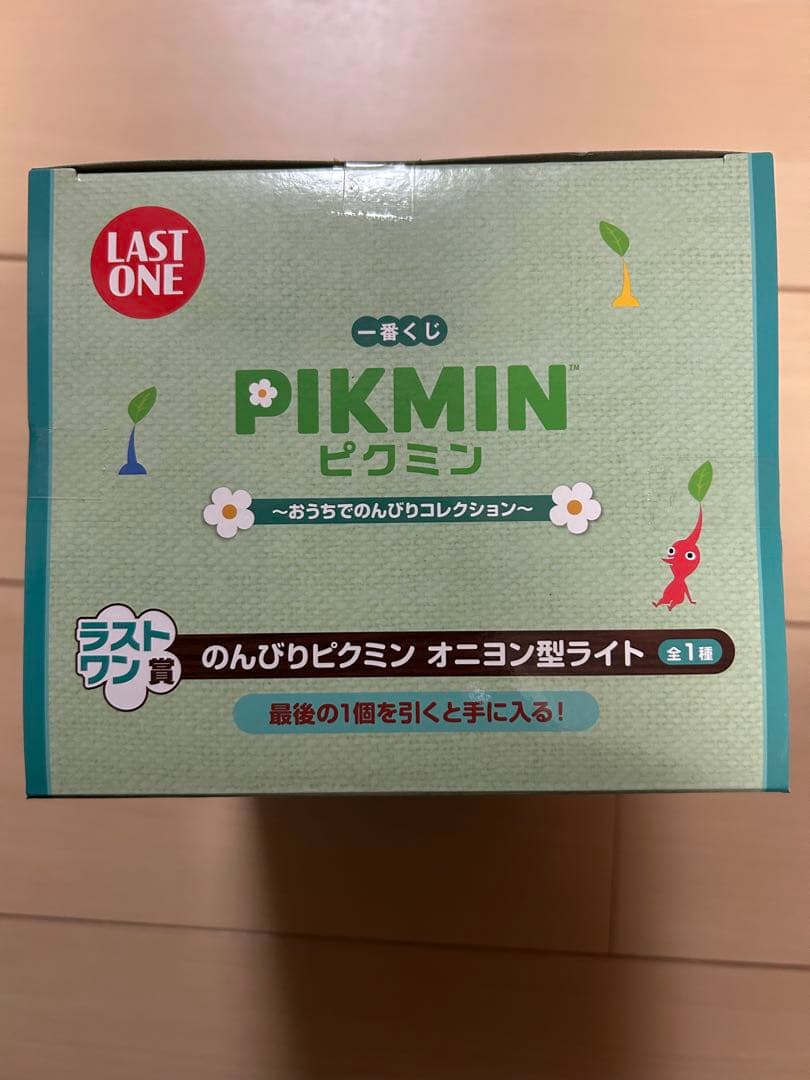 LAST
ONE
一番くじ
PIKMIN™
ピクミン
～おうちでのんびりコレクション～
ラスト
ワン賞
のんびりピクミン オニヨン型ライト 全1種
最後の1個を引くと手に入る!